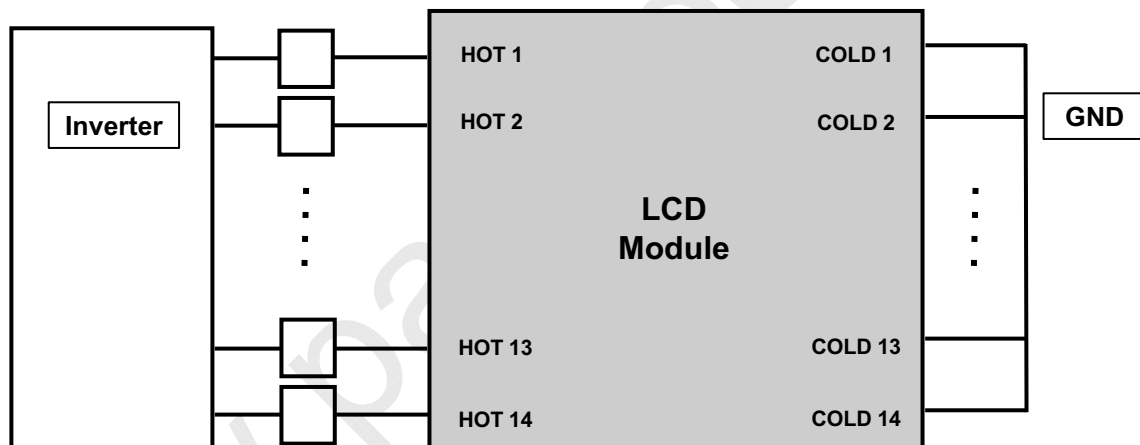 HOT 1
COLD 1
Inverter
HOT 2
COLD 2
GND
LCD
Module
HOT 13
COLD 13
HOT 14
COLD 14